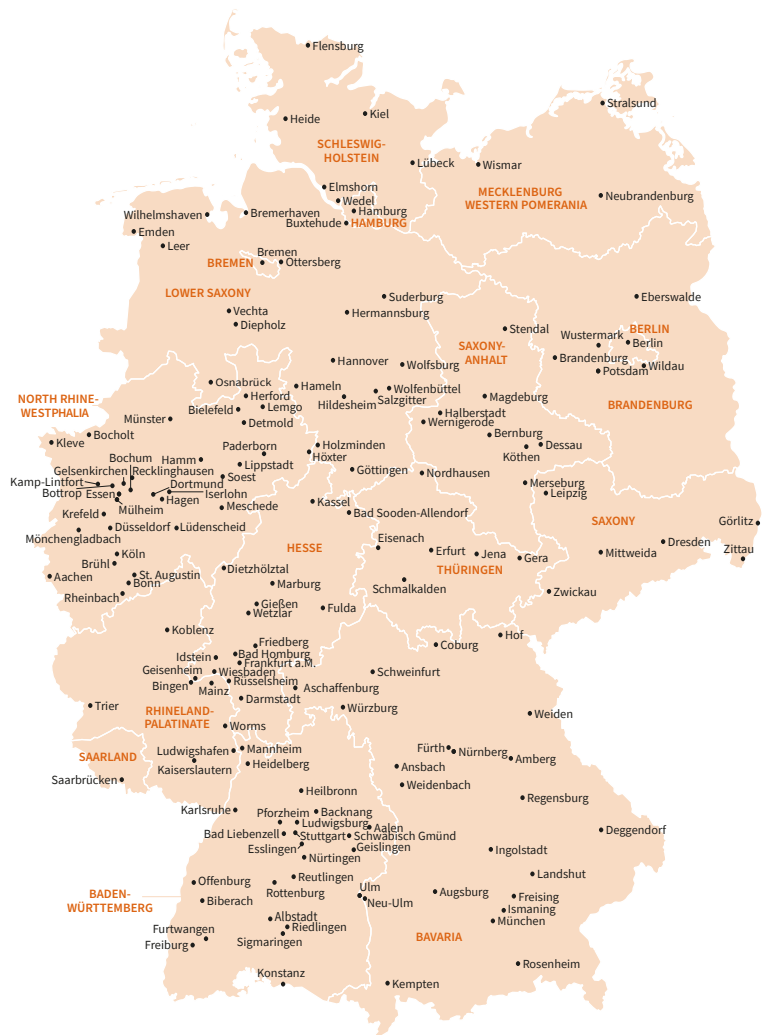 Flensburg
Stralsund
Kiel
Heide
SCHLESWIG-
HOLSTEIN
Lübeck
Wismar
Elmshorn
MECKLENBURG
WESTERN POMERANIA
Neubrandenburg
Wedel
Hamburg
Wilhelmshaven
Bremerhaven
Buxtehude
HAMBURG
Emden
Leer
Bremen
BREMEN
Ottersberg
LOWER SAXONY
Suderburg
Eberswalde
Vechta
Hermannsburg
Diepholz
Stendal
BERLIN
Wustermark
Berlin
SAXONY-
ANHALT
Brandenburg
Hannover
Wolfsburg
Wildau
Potsdam
Osnabrück
Hameln
Wolfenbüttel
NORTH RHINE-
WESTPHALIA
Herford
Hildesheim
Salzgitter
Magdeburg
BRANDENBURG
Bielefeld
Lemgo
Halberstadt
Münster
Detmold
Wernigerode
Bocholt
Bernburg
Kleve
Paderborn
Holzminden
Dessau
Bochum
Hamm
Höxter
Köthen
Gelsenkirchen
Recklinghausen
Lippstadt
Göttingen
Nordhausen
Kamp-Lintfort
Dortmund
Soest
Merseburg
Bottrop
Essen
Iserlohn
Leipzig
Hagen
Kassel
Mülheim
Meschede
Krefeld
Bad Sooden-Allendorf
SAXONY
Görlitz
Düsseldorf
Lüdenscheid
Mönchengladbach
Eisenach
Dresden
HESSE
Erfurt
Jena
Mittweida
Zittau
Köln
Gera
Brühl
Dietzhölztal
THÜRINGEN
Aachen
St. Augustin
Bonn
Marburg
Schmalkalden
Zwickau
Rheinbach
Gießen
Fulda
Wetzlar
Koblenz
Hof
Friedberg
Coburg
Idstein
Bad Homburg
Frankfurt a.M.
Geisenheim
Wiesbaden
Schweinfurt
Bingen
Rüsselsheim
Mainz
Aschaffenburg
Darmstadt
Trier
Würzburg
RHINELAND-
PALATINATE
Weiden
Worms
SAARLAND
Ludwigshafen
Mannheim
Fürth
Nürnberg
Amberg
Kaiserslautern
Heidelberg
Ansbach
Saarbrücken
Weidenbach
Heilbronn
Regensburg
Karlsruhe
Pforzheim
Backnang
Ludwigsburg
Aalen
Deggendorf
Bad Liebenzell
Stuttgart
Schwäbisch Gmünd
Esslingen
Geislingen
Ingolstadt
Nürtingen
Landshut
Reutlingen
Offenburg
Ulm
Augsburg
BADEN-
WÜRTTEMBERG
Rottenburg
Freising
Biberach
Neu-Ulm
Ismaning
Albstadt
München
Furtwangen
Riedlingen
BAVARIA
Freiburg
Sigmaringen
Rosenheim
Konstanz
Kempten